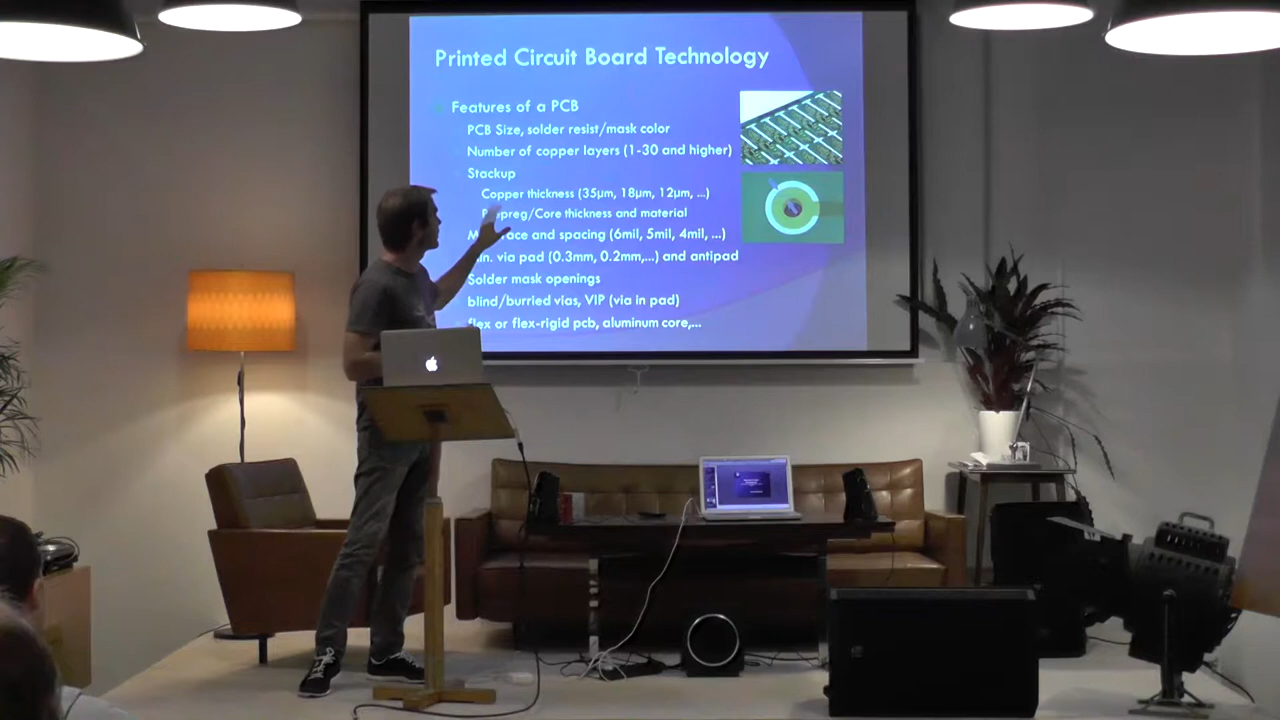 Printed Circuit Board Technology
Features of a PCB
PCB Size, solder resist/mask color
Number of copper layers (1-30 and higher)
Stackup
Copper thickness (35µm, 18µm, 12µm, ...)
/Core thickness and material
and spacing (6mil, 5mil, 4mil, ...)
via pad (0.3mm, 0.2mm,...) and antipad
Solder mask openings
blind/burried vias, VIP (via in pad)
flex or flex-rigid pcb, aluminum core,...